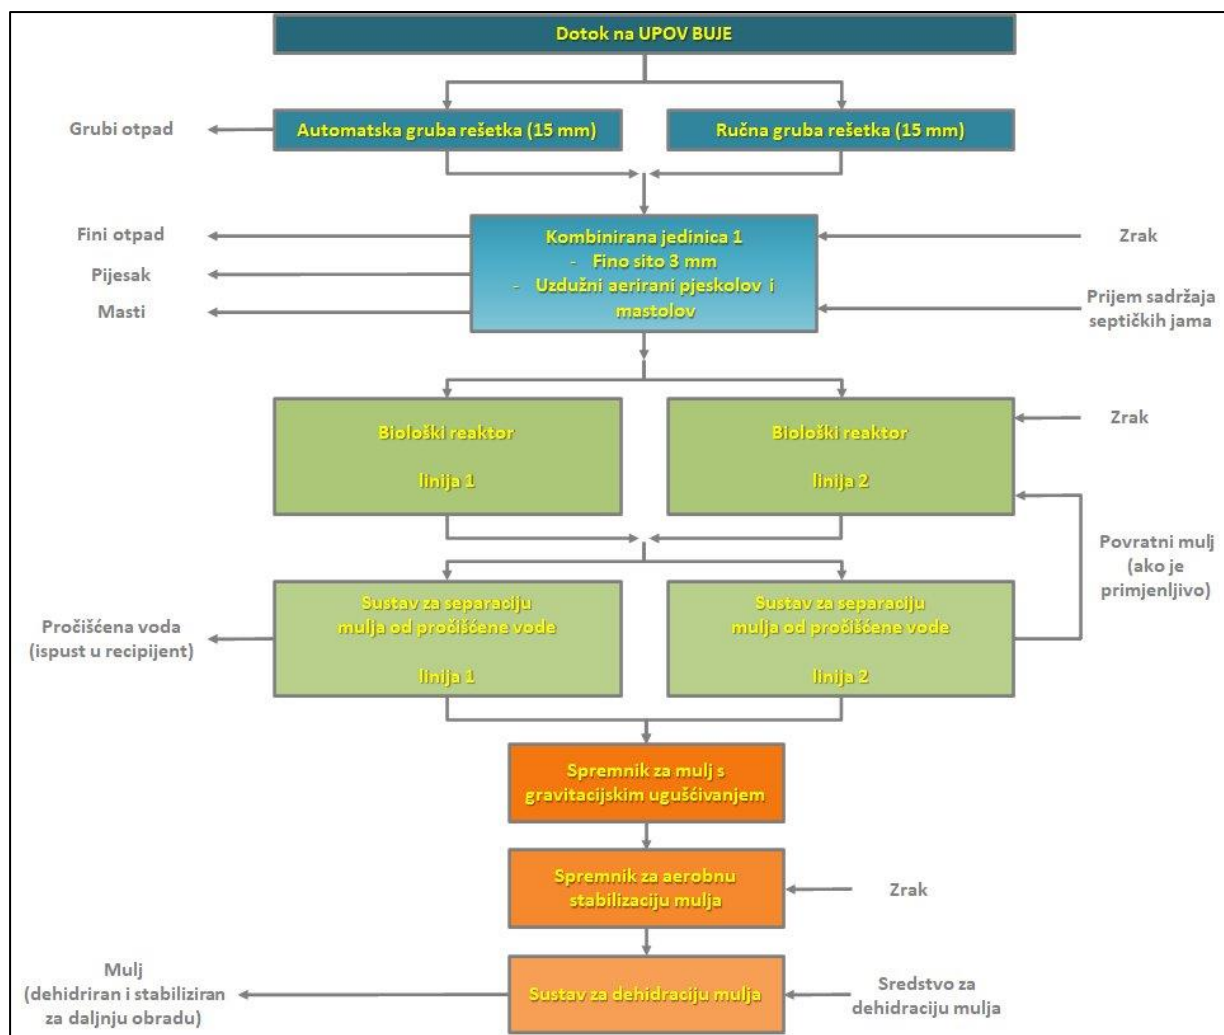 Dotok na UPOV BUJE
Grubi otpad
Automatska gruba rešetka (15 mm)
Ručna gruba rešetka (15 mm)
Fini otpad
Pijesak
Masti
Kombinirana jedinica 1
- Fino sito 3 mm
- Uzdužni aerirani pjeskolov i
mastolov
Zrak
Prijem sadržaja
septičkih jama
Biološki reaktor
linija 1
Biološki reaktor
linija 2
Zrak
Povratni mulj
(ako je
primjenljivo)
Pročišćena voda
(ispust u recipijent)
Sustav za separaciju
mulja od pročišćene vode
linija 1
Sustav za separaciju
mulja od pročišćene vode
linija 2
Spremnik za mulj s
gravitacijskim ugušćivanjem
Spremnik za aerobnu
stabilizaciju mulja
Zrak
Mulj
(dehidriran i stabiliziran
za daljnju obradu)
Sustav za dehidraciju mulja
Sredstvo za
dehidraciju mulja